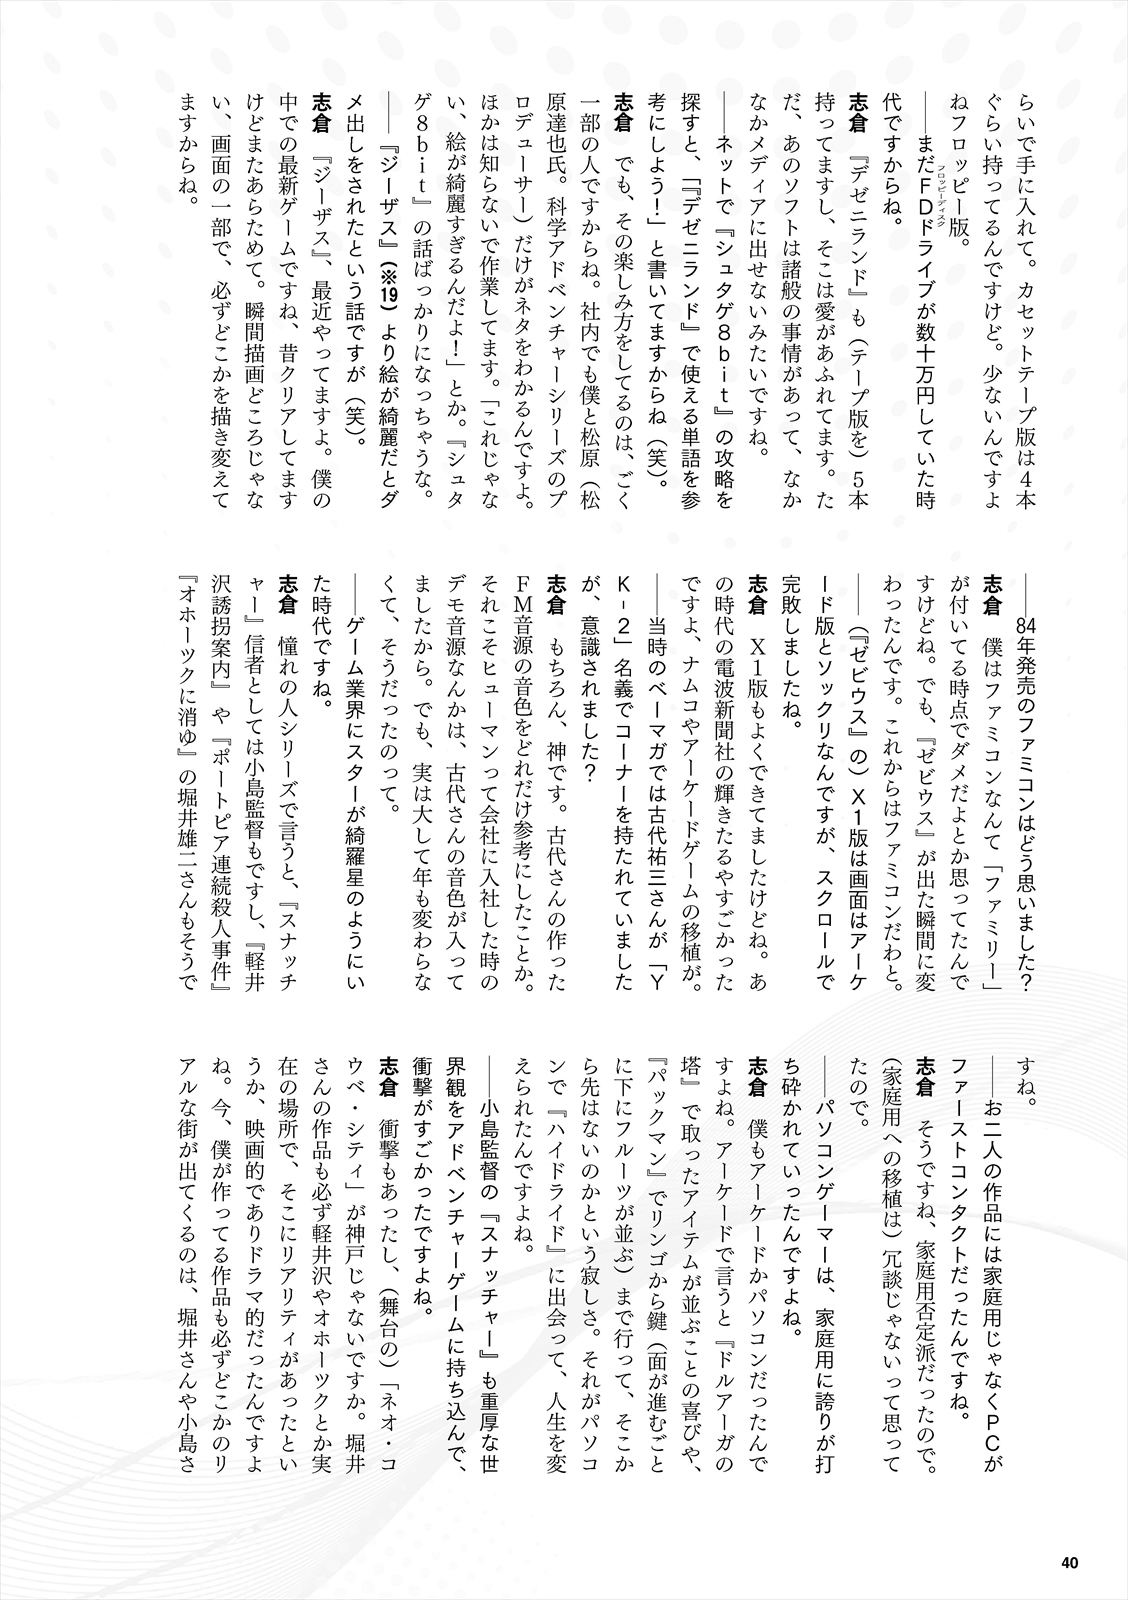 らいで手に入れて。カセットテープ版は4本
ぐらい持ってるんですけど。少ないんですよ
ねフロッピー版。
――まだＦＤドライブが数十万円していた時
フロッピーディスク
代ですからね。
志倉　『デゼニランド』も（テープ版を）5本
持ってますし、そこは愛があふれてます。た
だ、あのソフトは諸般の事情があって、なか
なかメディアに出せないみたいですね。
――ネットで『シュタゲ8bit』の攻略を
探すと、「『デゼニランド』で使える単語を参
考にしよう！」と書いてますからね（笑）。
志倉　でも、その楽しみ方をしてるのは、ごく
一部の人ですからね。社内でも僕と松原（松
原達也氏。科学アドベンチャーシリーズのプ
ロデューサー）だけがネタをわかるんですよ。
ほかは知らないで作業してます。「これじゃな
い、絵が綺麗すぎるんだよ！」とか。『シュタ
ゲ8bit』の話ばっかりになっちゃうな。
――『ジーザス』（※19）より絵が綺麗だとダ
メ出しをされたという話ですが（笑）。
志倉　『ジーザス』、最近やってますよ。僕の
中での最新ゲームですね、昔クリアしてます
けどまたあらためて。瞬間描画どころじゃな
い、画面の一部で、必ずどこかを描き変えて
ますからね。
――84年発売のファミコンはどう思いました？
志倉　僕はファミコンなんて「ファミリー」
が付いてる時点でダメだよとか思ってたんで
すけどね。でも、『ゼビウス』が出た瞬間に変
わったんです。これからはファミコンだわと。
――（『ゼビウス』の）Ｘ1版は画面はアーケ
ード版とソックリなんですが、スクロールで
完敗しましたね。
志倉　Ｘ1版もよくできてましたけどね。あ
の時代の電波新聞社の輝きたるやすごかった
ですよ、ナムコやアーケードゲームの移植が。
――当時のベーマガでは古代祐三さんが「Ｙ
Ｋ-2」名義でコーナーを持たれていました
が、意識されました？
志倉　もちろん、神です。古代さんの作った
ＦＭ音源の音色をどれだけ参考にしたことか。
それこそヒューマンって会社に入社した時の
デモ音源なんかは、古代さんの音色が入って
ましたから。でも、実は大して年も変わらな
くて、そうだったのって。
――ゲーム業界にスターが綺羅星のようにい
た時代ですね。
志倉　憧れの人シリーズで言うと、『スナッチ
ャー』信者としては小島監督もですし、『軽井
沢誘拐案内』や『ポートピア連続殺人事件』
『オホーツクに消ゆ』の堀井雄二さんもそうで
すね。
――お二人の作品には家庭用じゃなくＰＣが
ファーストコンタクトだったんですね。
志倉　そうですね、家庭用否定派だったので。
（家庭用への移植は）冗談じゃないって思って
たので。
――パソコンゲーマーは、家庭用に誇りが打
ち砕かれていったんですよね。
志倉　僕もアーケードかパソコンだったんで
すよね。アーケードで言うと『ドルアーガの
塔』で取ったアイテムが並ぶことの喜びや、
『パックマン』でリンゴから鍵（面が進むごと
に下にフルーツが並ぶ）まで行って、そこか
ら先はないのかという寂しさ。それがパソコ
ンで『ハイドライド』に出会って、人生を変
えられたんですよね。
――小島監督の『スナッチャー』も重厚な世
界観をアドベンチャーゲームに持ち込んで、
衝撃がすごかったですよね。
志倉　衝撃もあったし、（舞台の）「ネオ・コ
ウベ・シティ」が神戸じゃないですか。堀井
さんの作品も必ず軽井沢やオホーツクとか実
在の場所で、そこにリアリティがあったとい
うか、映画的でありドラマ的だったんですよ
ね。今、僕が作ってる作品も必ずどこかのリ
アルな街が出てくるのは、堀井さんや小島さ
40